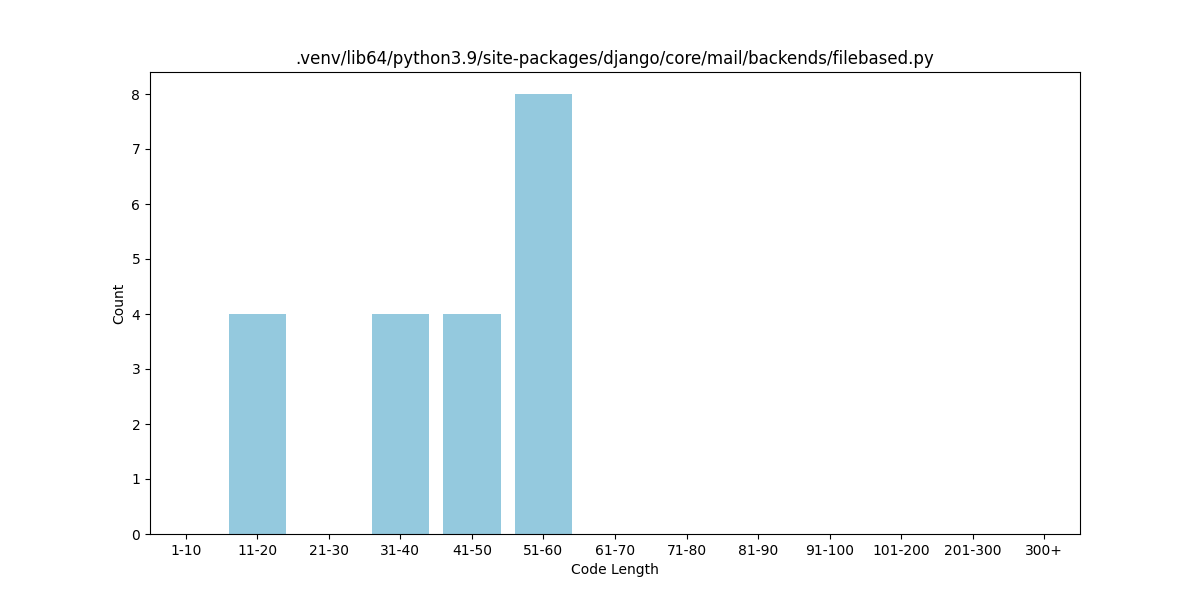 .venv/lib64/python3.9/site-packages/django/core/mail/backends/filebased.py
8
7
6
5
4
3
2
1
0
Count
1-10 11-20 21-30 31-40 41-50 51-60 61-70 71-80 81-90 91-100 101-200 201-300 300+
Code Length